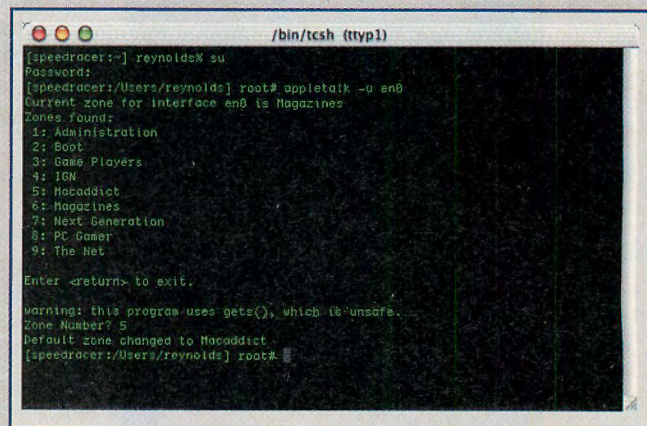 /bin/tcsh (ttyp1)
[speedracer:~] reynolds% su
Password:
[speedracer:/Users/reynolds] root# appletalk -u en0
Current zone for interface en0 is Magazines
Zones found:
1: Administration
2: Boot
3: Game Players
4: IGN
5: Macaddict
6: Magazines
7: Next Generation
8: PC Gamer
9: The Net
Enter <return> to exit.
warning: this program uses gets(), which is unsafe.
Zone Number? 5
Default zone changed to Macaddict
[speedracer:/Users/reynolds] root#